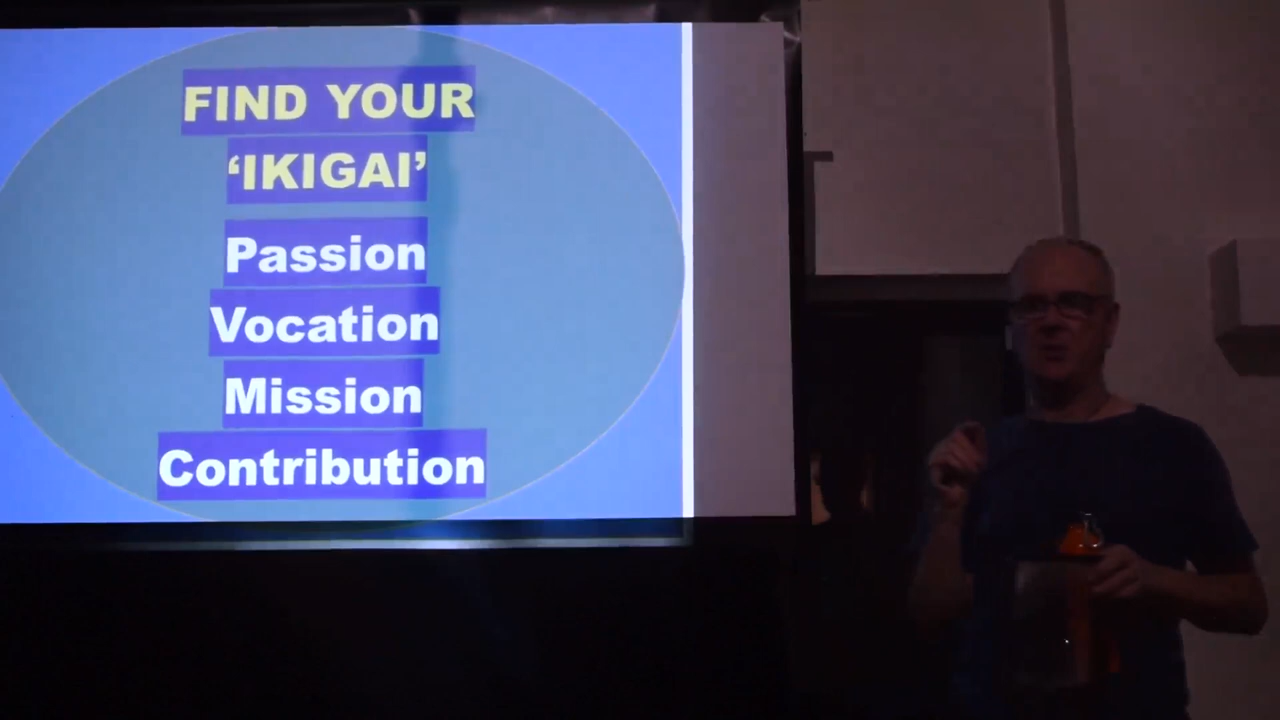 FIND YOUR
‘IKIGAI’
Passion
Vocation
Mission
Contribution